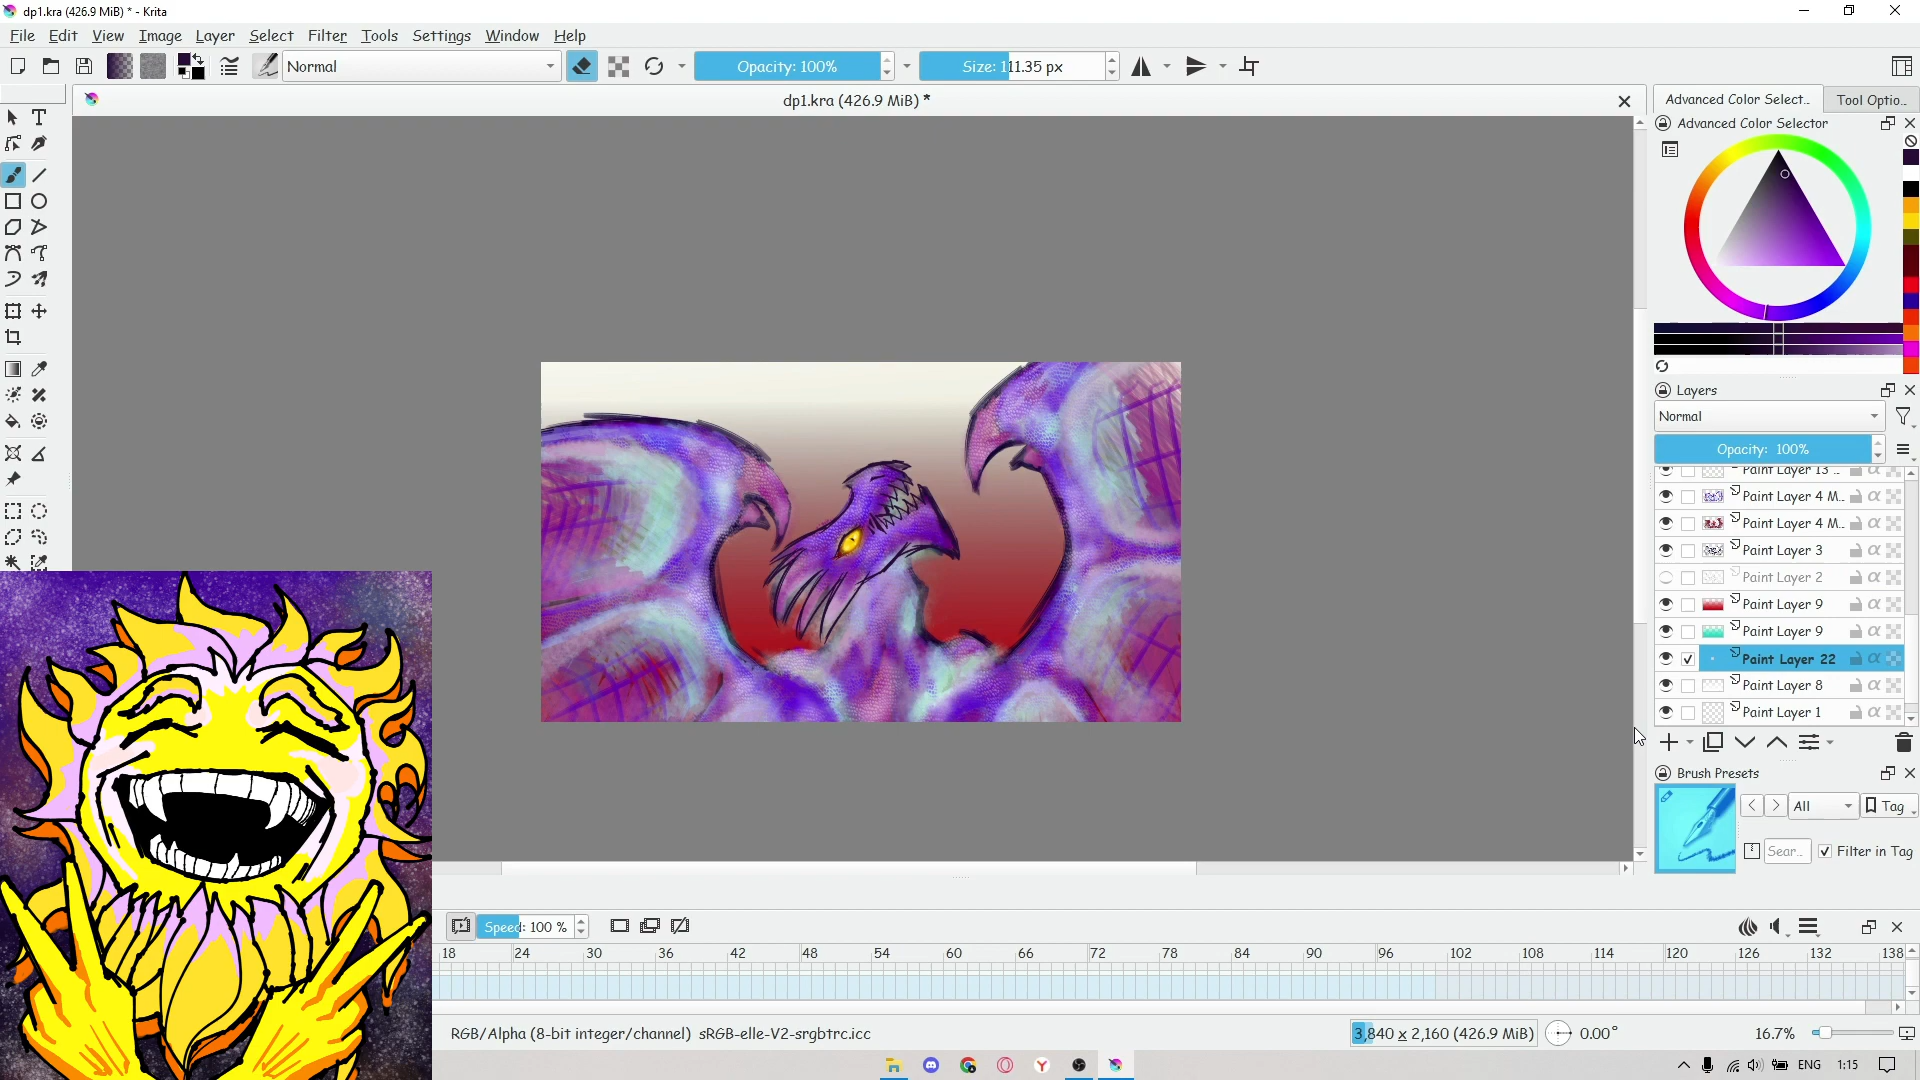 dp1.kra (426.9 MiB) * - Krita
File Edit View Image Layer Select Filter Tools Settings Window Help
Normal
Opacity: 100%
Size: 111.35 px
dp1.kra (426.9 MiB) *
Advanced Color Select...
Tool Optio...
Advanced Color Selector
Layers
Normal
Opacity: 100%
Paint Layer 13 ...
Paint Layer 4 M...
Paint Layer 4 M...
Paint Layer 3
Paint Layer 2
Paint Layer 9
Paint Layer 9
Paint Layer 22
Paint Layer 8
Paint Layer 1
Brush Presets
All
Tag
Sear...
Filter in Tag
Speed: 100 %
18 24 30 36 42 48 54 60 66 72 78 84 90 96 102 108 114 120 126 132 138
RGB/Alpha (8-bit integer/channel) sRGB-elle-V2-srgbtrc.icc
3,840 x 2,160 (426.9 MiB)
0.00°
16.7%
ENG
1:15